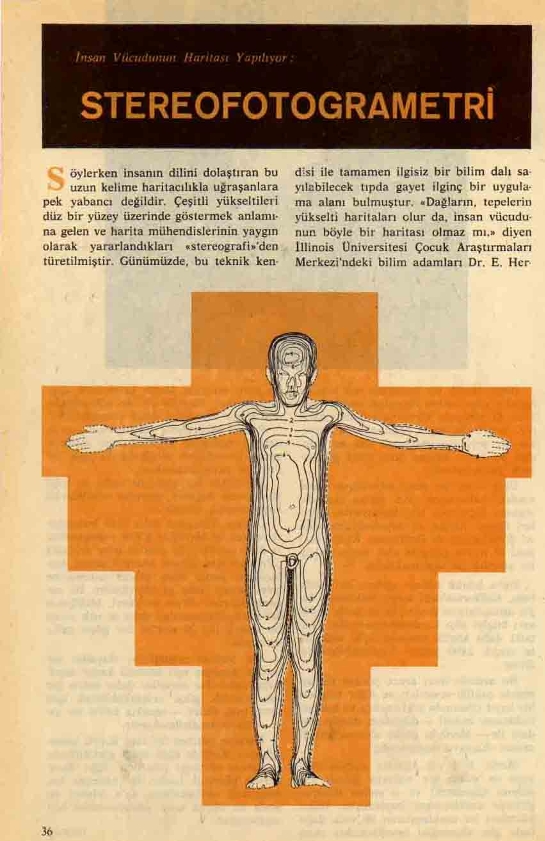 İnsan Vücudunun Haritası Yapılıyor :
STEREOFOTOGRAMETRİ
Söylerken insanın dilini dolaştıran bu
uzun kelime haritacılıkla uğraşanlara
pek yabancı değildir. Çeşitli yükseltileri
düz bir yüzey üzerinde göstermek anlamı-
na gelen ve harita mühendislerinin yaygın
olarak yararlandıkları «stereografi»'den
türetilmiştir. Günümüzde, bu teknik ken-
disi ile tamamen ilgisiz bir bilim dalı sa-
yılabilecek tıpda gayet ilginç bir uygula-
ma alanı bulmuştur. «Dağların, tepelerin
yükselti haritaları olur da, insan vücudu-
nun böyle bir haritası olmaz mı.» diyen
İllinois Üniversitesi Çocuk Araştırmaları
Merkezi'ndeki bilim adamları Dr. E. Her-
36